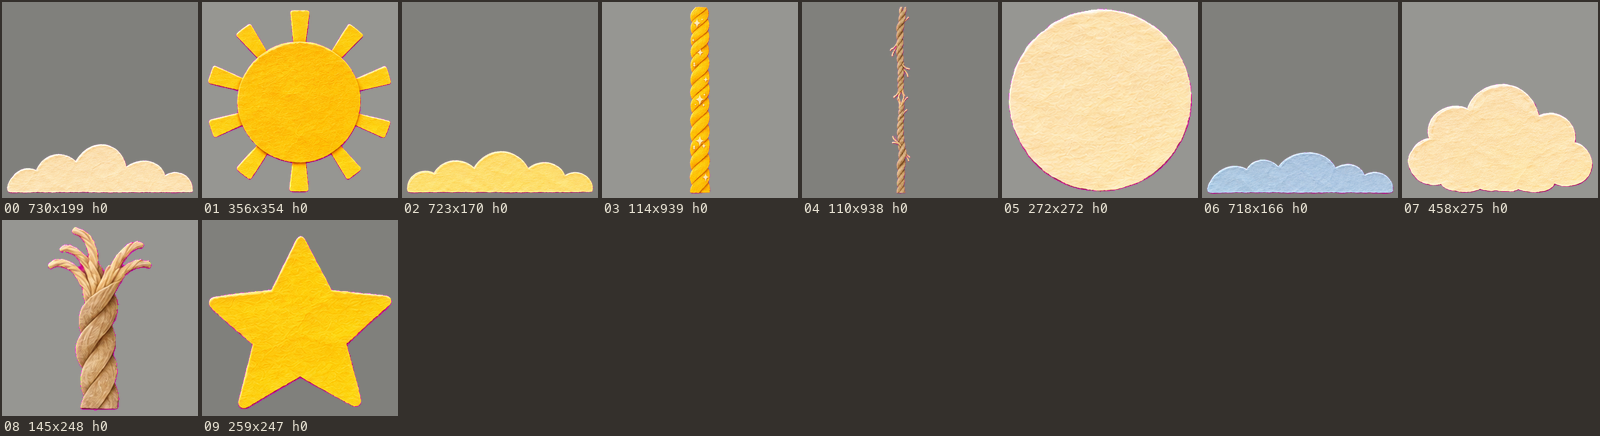 00 730x199 h0
01 356x354 h0
02 723x170 h0
03 114x939 h0
04 110x938 h0
05 272x272 h0
06 718x166 h0
07 458x275 h0
08 145x248 h0
09 259x247 h0